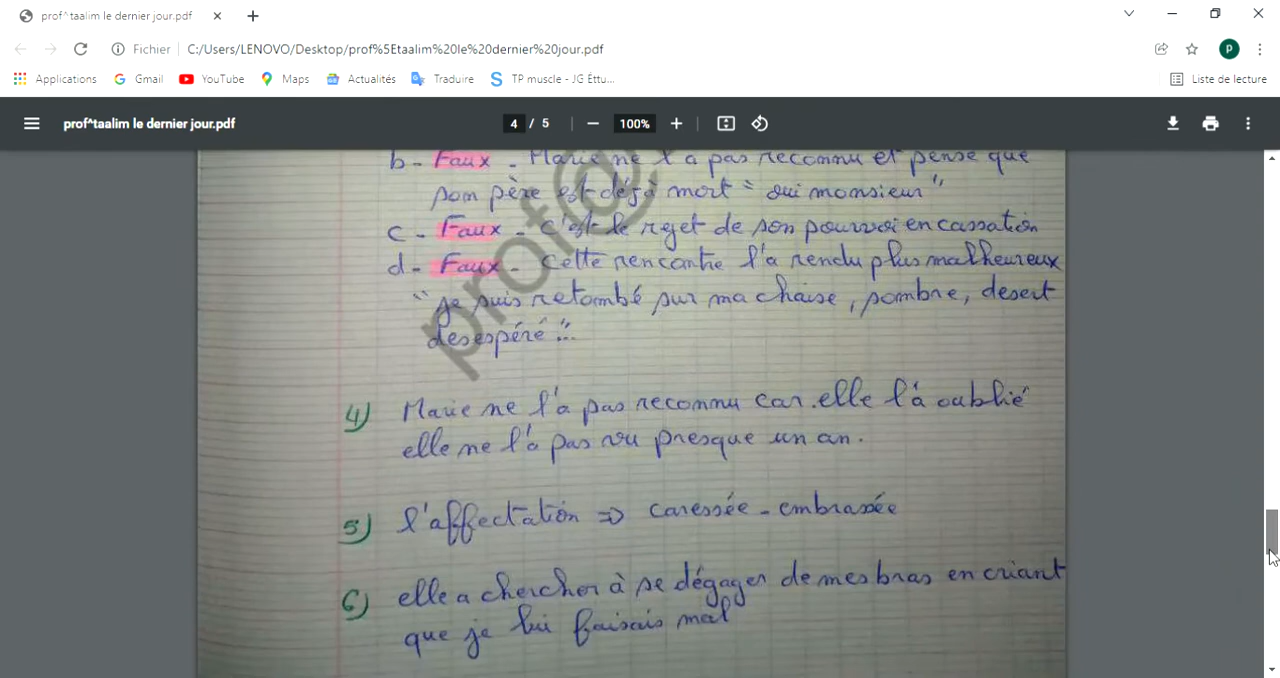 prof^taalim le dernier jour.pdf
Fichier C:/Users/LENOVO/Desktop/prof%5Etaalim%20le%20dernier%20jour.pdf
P
Applications Gmail YouTube Maps Actualités Traduire TP muscle - JG Éttu... Liste de lecture
prof^taalim le dernier jour.pdf 4 / 5 100%
b - Faux - Marie ne l'a pas reconnu et pense que
son père est déjà mort " oui monsieur "
c - Faux - c'est le rejet de son pourvoi en cassation
d - Faux - Cette rencontre l'a rendu plus malheureux
" je suis retombé sur ma chaise, sombre, desert
desespéré "...
prof@
4) Marie ne l'a pas reconnu car elle l'a oublié
elle ne l'a pas vu presque un an.
5) l'affectation => caressée - embrassée
6) elle a chercher à se dégager de mes bras en criant
que je lui faisais mal